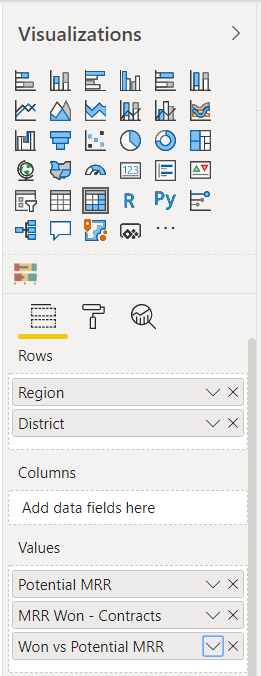 Visualizations
123
R
Py
...
Rows
Region
District
Columns
Add data fields here
Values
Potential MRR
MRR Won - Contracts
Won vs Potential MRR